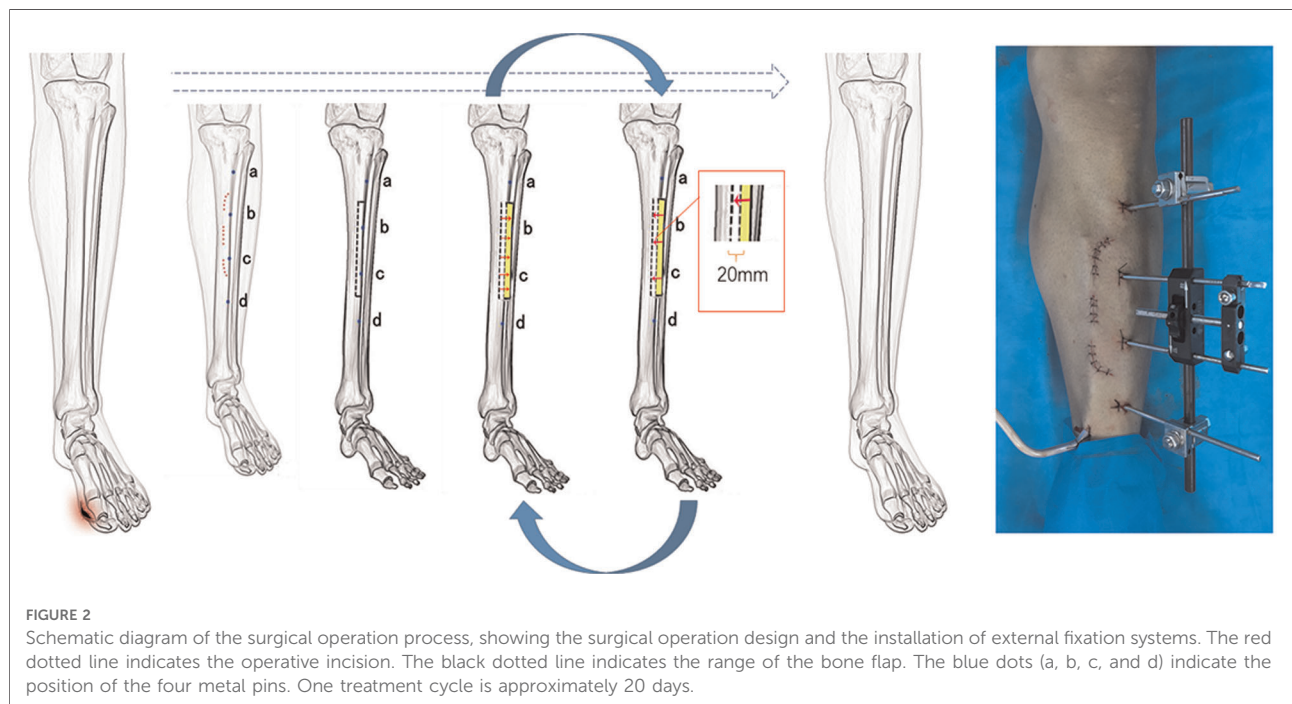 a
b
c
d
a
b
c
d
a
b
c
d
a
b
c
d
20mm
FIGURE 2
Schematic diagram of the surgical operation process, showing the surgical operation design and the installation of external fixation systems. The red
dotted line indicates the operative incision. The black dotted line indicates the range of the bone flap. The blue dots (a, b, c, and d) indicate the
position of the four metal pins. One treatment cycle is approximately 20 days.